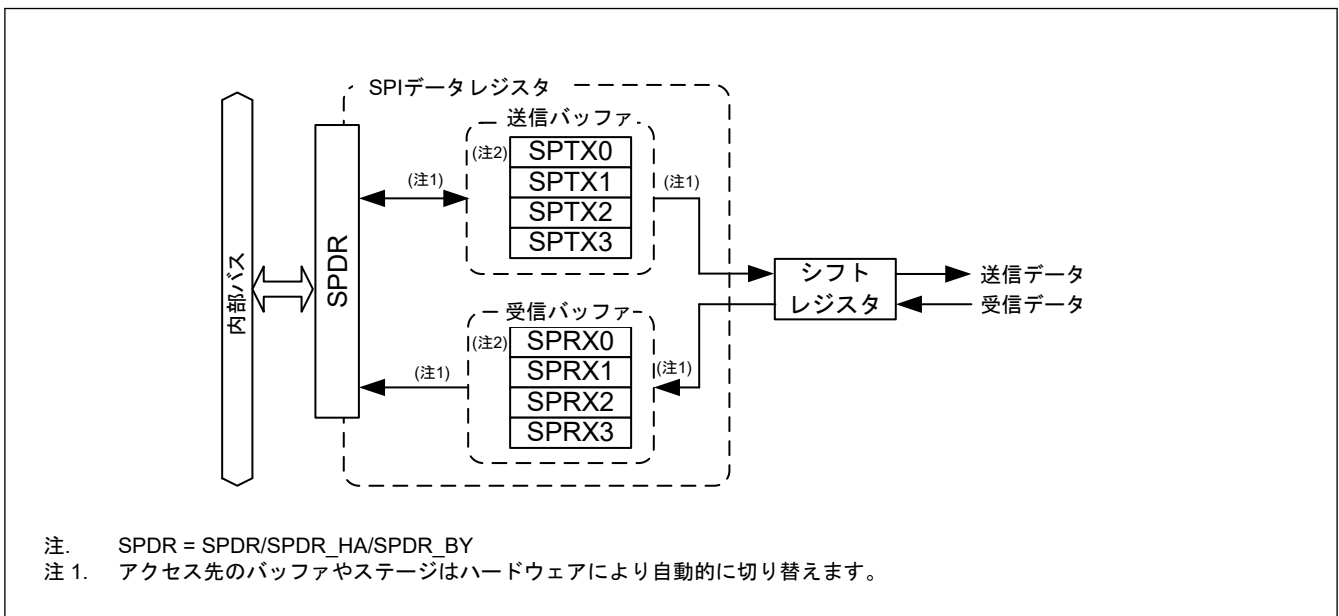 SPIデータレジスタ
送信バッファ
(注2)
SPTX0
SPTX1
SPTX2
SPTX3
(注1)
(注1)
内部バス
SPDR
シフト
レジスタ
送信データ
受信データ
受信バッファ
(注2)
SPRX0
SPRX1
SPRX2
SPRX3
(注1)
(注1)
注. SPDR = SPDR/SPDR_HA/SPDR_BY
注 1. アクセス先のバッファやステージはハードウェアにより自動的に切り替えます。